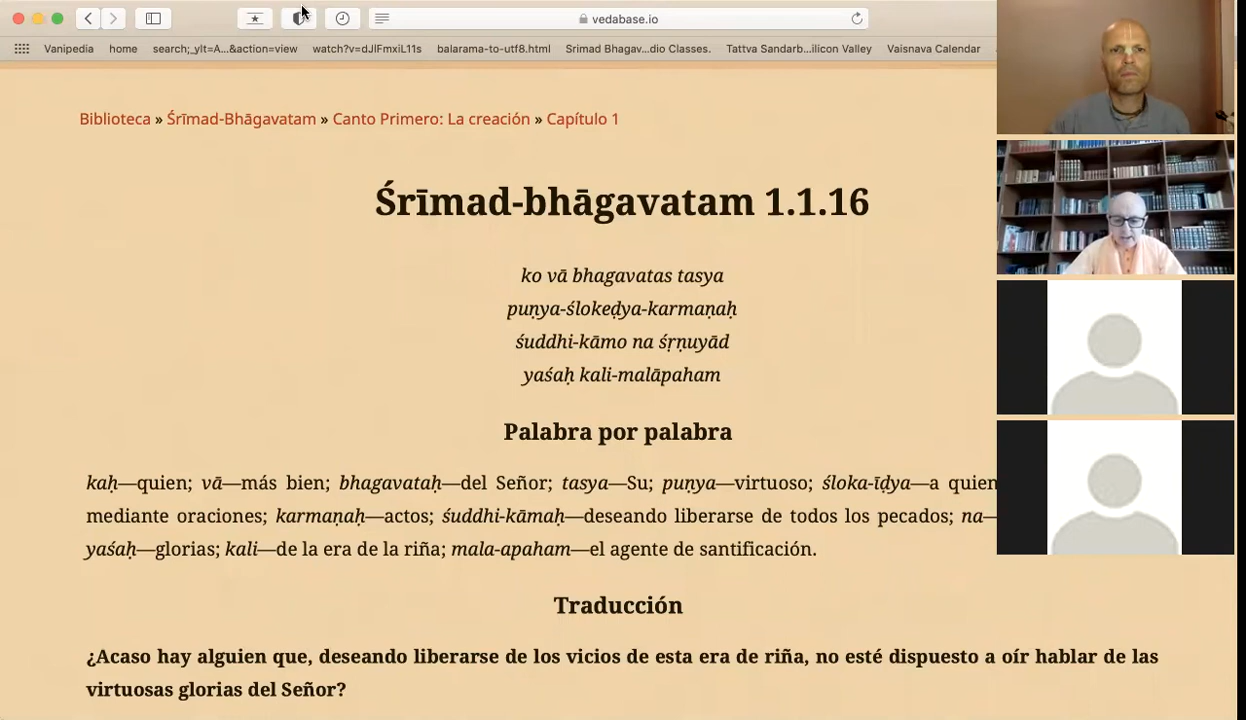 vedabase.io
Vanipedia home search;_ylt=A...&action=view watch?v=dJlFmxiL11s balarama-to-utf8.html Srimad Bhagav...dio Classes. Tattva Sandarb...ilicon Valley Vaisnava Calendar
Biblioteca » Śrīmad-Bhāgavatam » Canto Primero: La creación » Capítulo 1
Śrīmad-bhāgavatam 1.1.16
ko vā bhagavatas tasya
puṇya-ślokeḍya-karmaṇaḥ
śuddhi-kāmo na śṛṇuyād
yaśaḥ kali-malāpaham
Palabra por palabra
kaḥ—quien; vā—más bien; bhagavataḥ—del Señor; tasya—Su; puṇya—virtuoso; śloka-īḍya—a quien
mediante oraciones; karmaṇaḥ—actos; śuddhi-kāmaḥ—deseando liberarse de todos los pecados; na—
yaśaḥ—glorias; kali—de la era de la riña; mala-apaham—el agente de santificación.
Traducción
¿Acaso hay alguien que, deseando liberarse de los vicios de esta era de riña, no esté dispuesto a oír hablar de las
virtuosas glorias del Señor?